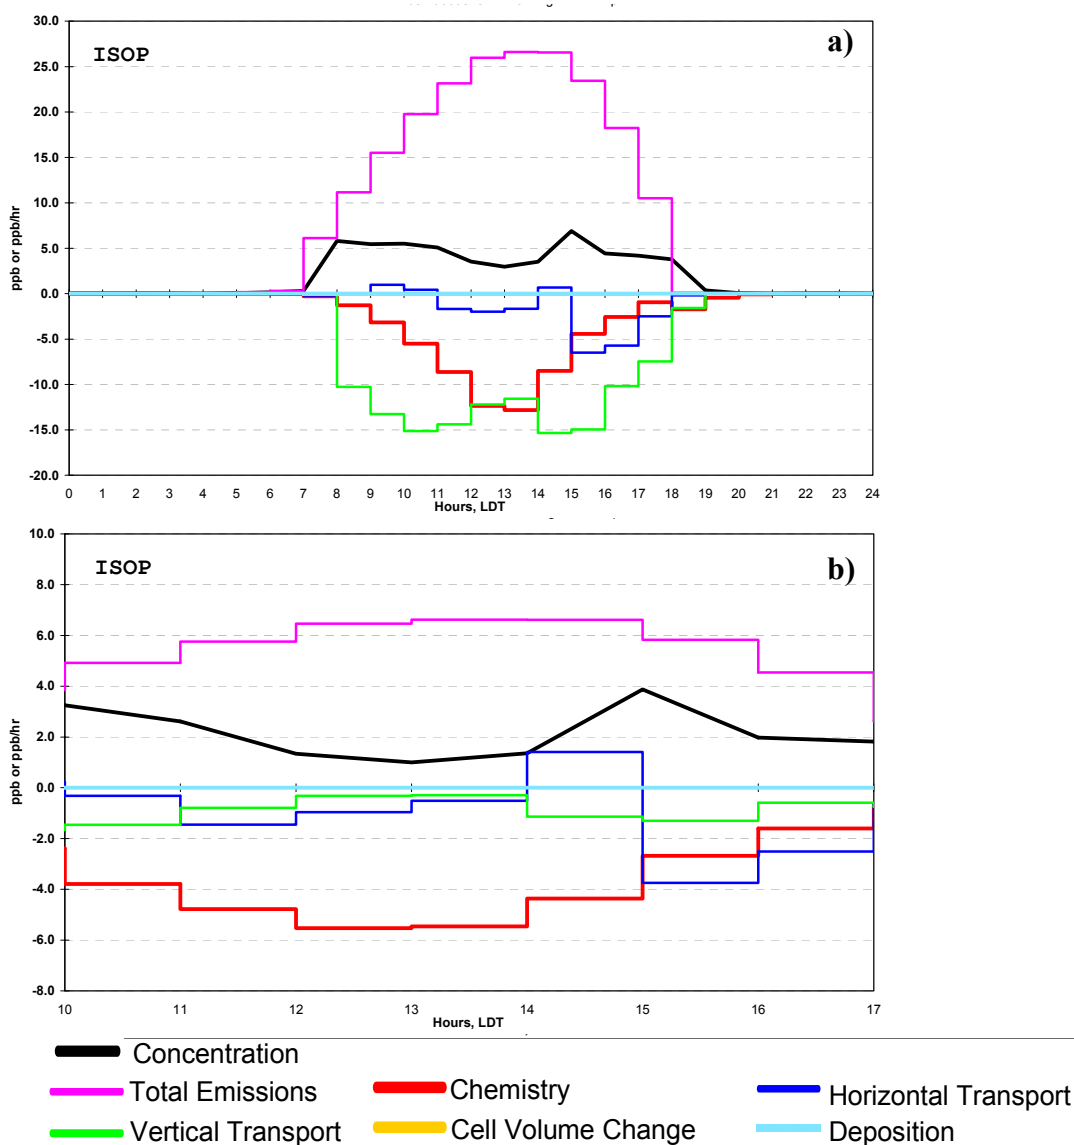 30.0
ISOP
a)
25.0
20.0
15.0
10.0
5.0
0.0
-5.0
-10.0
-15.0
-20.0
ppb or ppb/hr
0 1 2 3 4 5 6 7 8 9 10 11 12 13 14 15 16 17 18 19 20 21 22 23 24
Hours, LDT
10.0
ISOP
b)
8.0
6.0
4.0
2.0
0.0
-2.0
-4.0
-6.0
-8.0
ppb or ppb/hr
10 11 12 13 14 15 16 17
Hours, LDT
Concentration
Total Emissions Chemistry Horizontal Transport
Vertical Transport Cell Volume Change Deposition